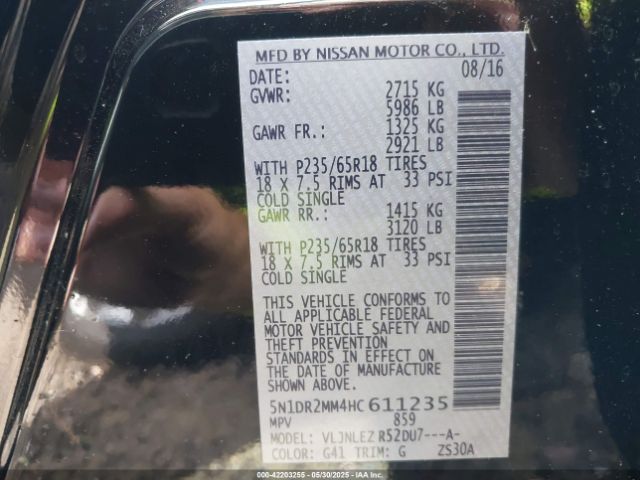 MFD BY NISSAN MOTOR CO., LTD.
DATE: 08/16
GVWR: 2715 KG
5986 LB
GAWR FR.: 1325 KG
2921 LB
WITH P235/65R18 TIRES
18 X 7.5 RIMS AT 33 PSI
COLD SINGLE
GAWR RR.: 1415 KG
3120 LB
WITH P235/65R18 TIRES
18 X 7.5 RIMS AT 33 PSI
COLD SINGLE
THIS VEHICLE CONFORMS TO
ALL APPLICABLE FEDERAL
MOTOR VEHICLE SAFETY AND
THEFT PREVENTION
STANDARDS IN EFFECT ON
THE DATE OF MANUFACTURE
SHOWN ABOVE.
5N1DR2MM4HC611235
MPV 859
MODEL: VLJNLEZ R52DU7---A-
COLOR: G41 TRIM: G ZS30A
000-42203255 - 05/30/2025 - IAAI Columbus